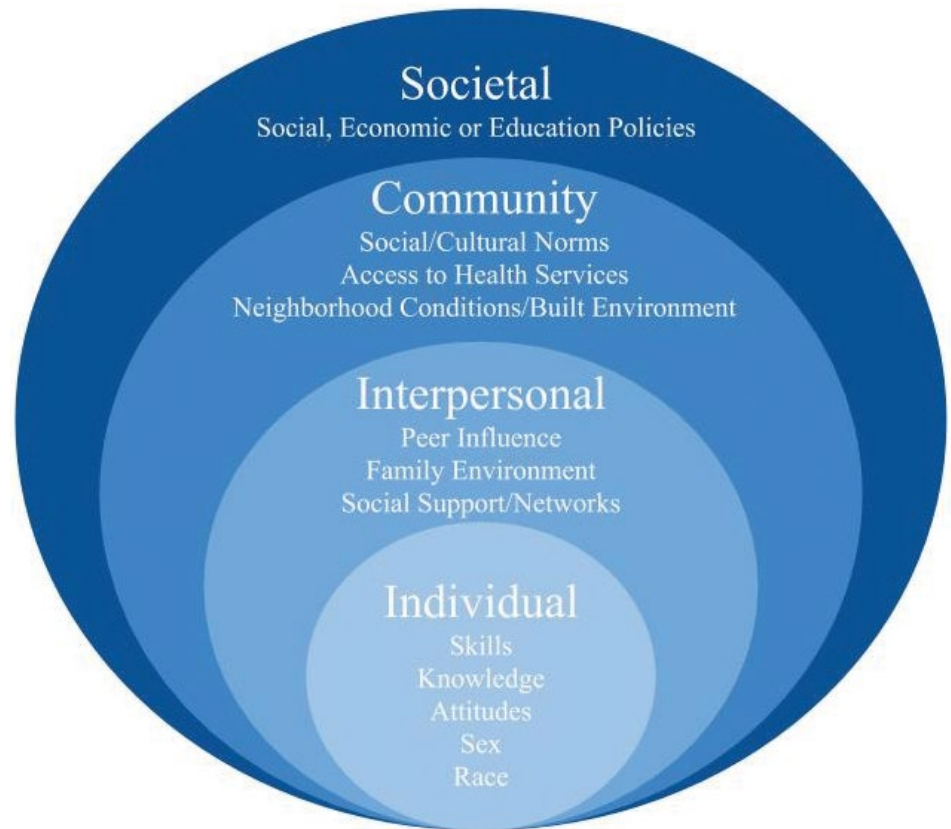 Societal
Social, Economic or Education Policies
Community
Social/Cultural Norms
Access to Health Services
Neighborhood Conditions/Built Environment
Interpersonal
Peer Influence
Family Environment
Social Support/Networks
Individual
Skills
Knowledge
Attitudes
Sex
Race